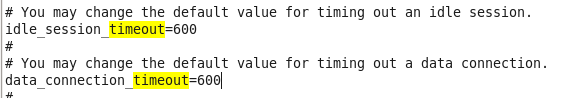 # You may change the default value for timing out an idle session.
idle_session_timeout=600
#
# You may change the default value for timing out a data connection.
data_connection_timeout=600
#